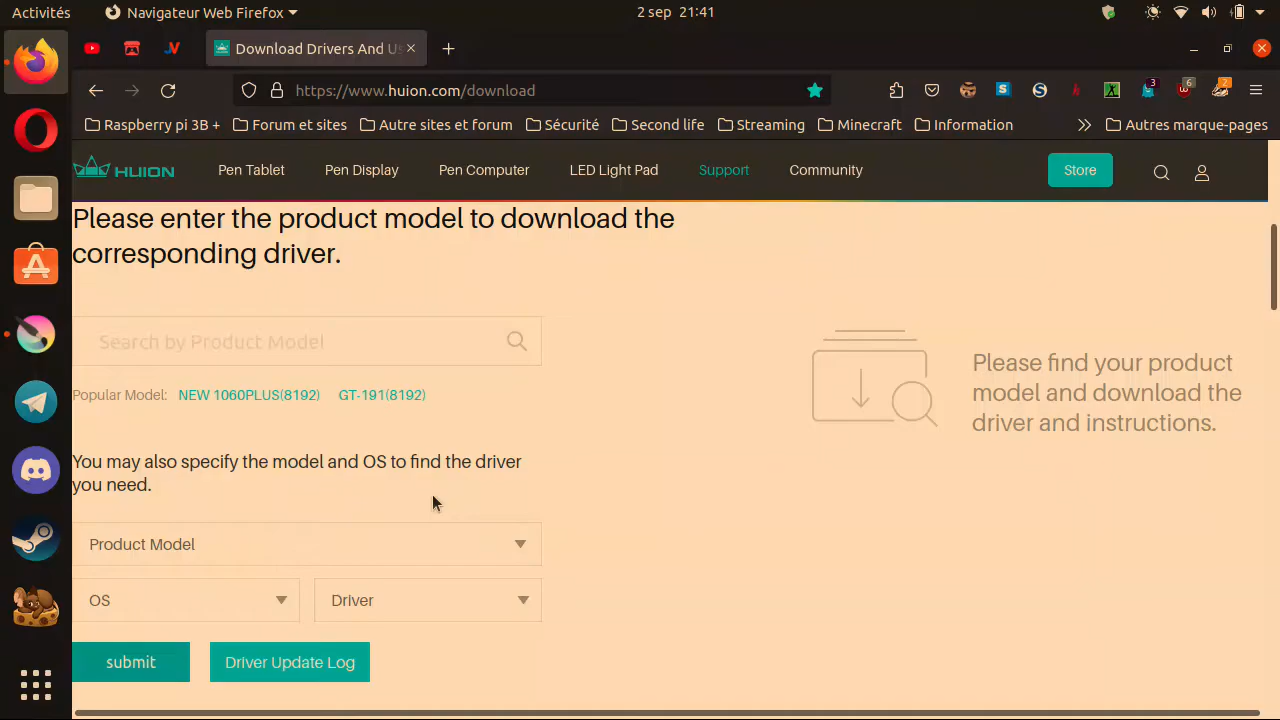 Activités
Navigateur Web Firefox
2 sep 21:41
JV
Download Drivers And Us
https://www.huion.com/download
3
6
2
Raspberry pi 3B +
Forum et sites
Autre sites et forum
Sécurité
Second life
Streaming
Minecraft
Information
Autres marque-pages
HUION
Pen Tablet
Pen Display
Pen Computer
LED Light Pad
Support
Community
Store
Please enter the product model to download the
corresponding driver.
Search by Product Model
Popular Model: NEW 1060PLUS(8192) GT-191(8192)
Please find your product
model and download the
driver and instructions.
You may also specify the model and OS to find the driver
you need.
Product Model
OS
Driver
submit
Driver Update Log